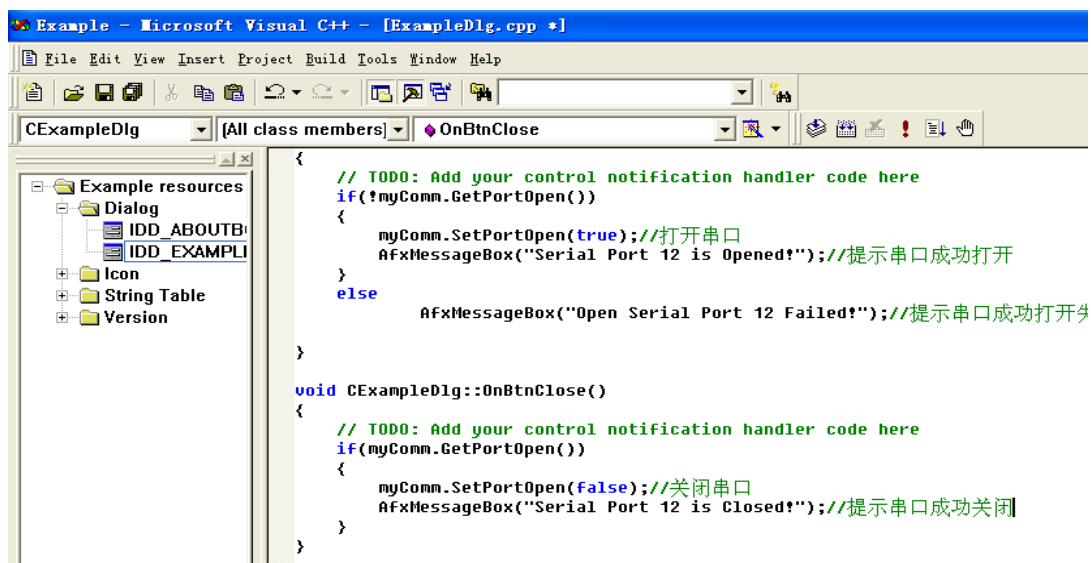 Example - Microsoft Visual C++ - [ExampleDlg.cpp *]
File Edit View Insert Project Build Tools Window Help
CExampleDlg [All class members] OnBtnClose
Example resources
Dialog
IDD_ABOUTB
IDD_EXAMPL
Icon
String Table
Version
{
// TODO: Add your control notification handler code here
if(!myComm.GetPortOpen())
{
myComm.SetPortOpen(true);//打开串口
AfxMessageBox("Serial Port 12 is Opened!");//提示串口成功打开
}
else
AfxMessageBox("Open Serial Port 12 Failed!");//提示串口成功打开失
}
void CExampleDlg::OnBtnClose()
{
// TODO: Add your control notification handler code here
if(myComm.GetPortOpen())
{
myComm.SetPortOpen(false);//关闭串口
AfxMessageBox("Serial Port 12 is Closed!");//提示串口成功关闭
}
}